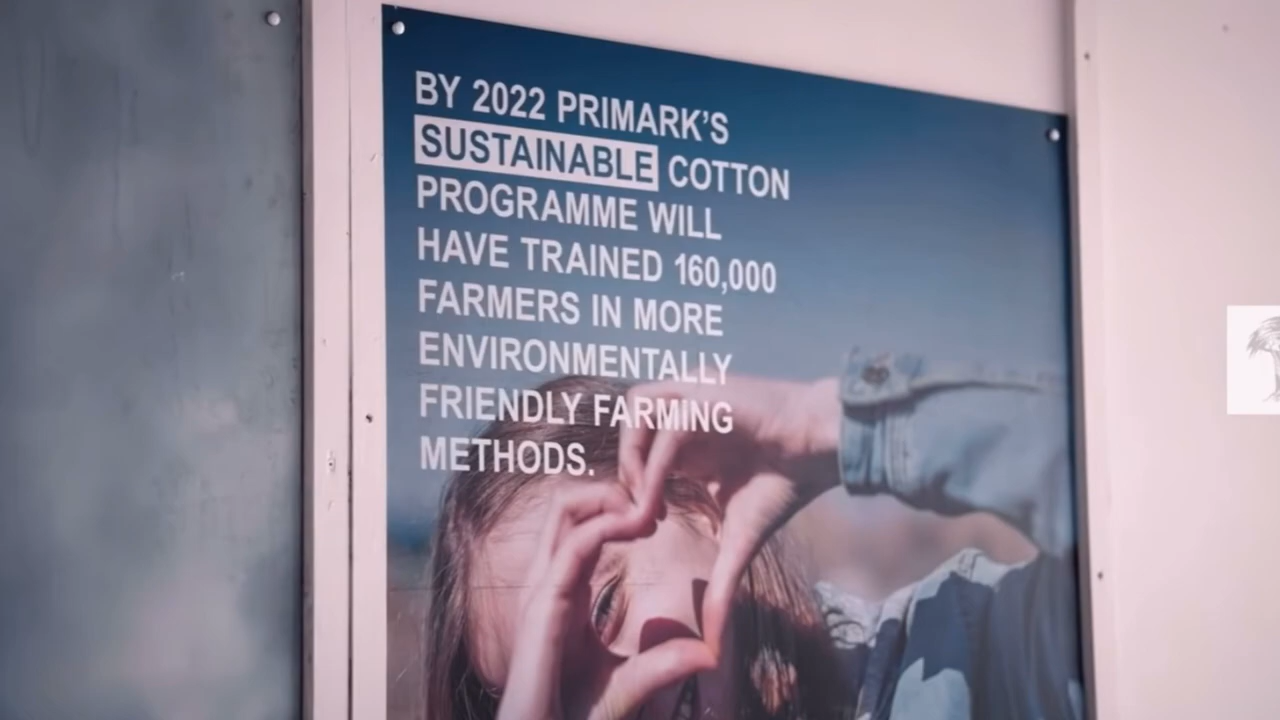 BY 2022 PRIMARK'S
SUSTAINABLE COTTON
PROGRAMME WILL
HAVE TRAINED 160,000
FARMERS IN MORE
ENVIRONMENTALLY
FRIENDLY FARMING
METHODS.